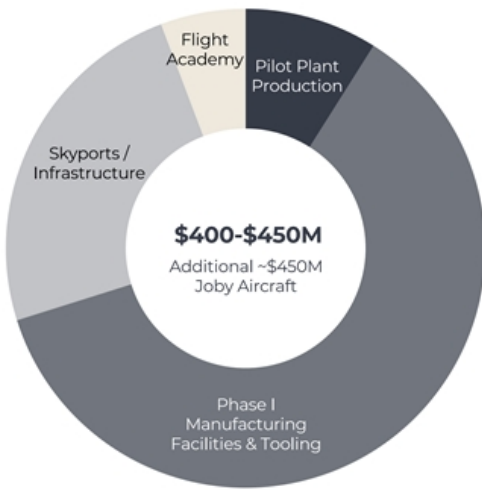 Flight
Academy
Pilot Plant
Production
Skyports /
Infrastructure
$400-$450M
Additional ~$450M
Joby Aircraft
Phase I
Manufacturing
Facilities & Tooling